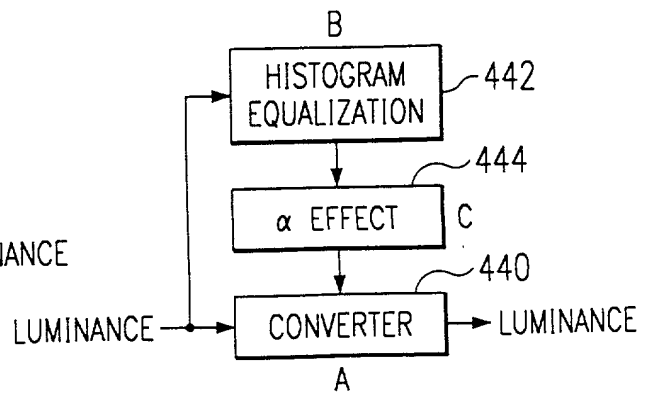 B
HISTOGRAM
EQUALIZATION
442
444
α EFFECT
C
NANCE
440
LUMINANCE
CONVERTER
LUMINANCE
A